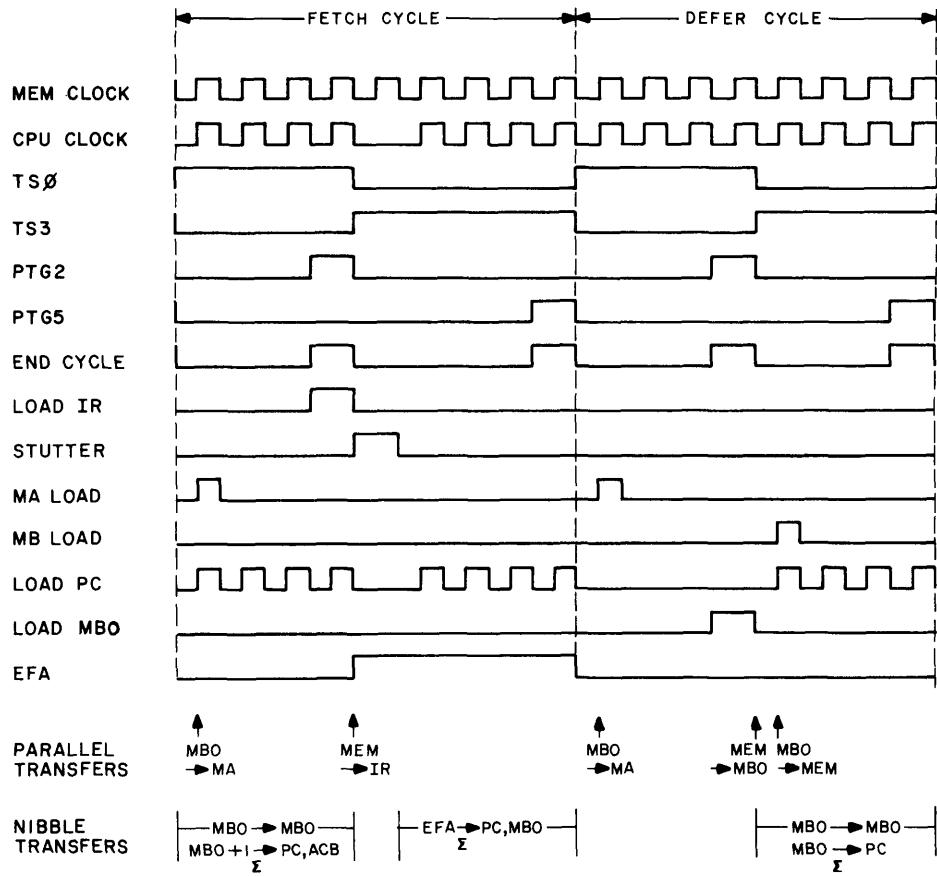 FETCH CYCLE DEFER CYCLE
MEM CLOCK
CPU CLOCK
TSØ
TS3
PTG2
PTG5
END CYCLE
LOAD IR
STUTTER
MA LOAD
MB LOAD
LOAD PC
LOAD MBO
EFA
PARALLEL TRANSFERS
MBO → MA
MEM → IR
MBO → MA
MEM → MBO
MBO → MEM
NIBBLE TRANSFERS
MBO → MBO
MBO + 1 → PC, ACB
Σ
EFA → PC, MBO
Σ
MBO → MBO
MBO → PC
Σ